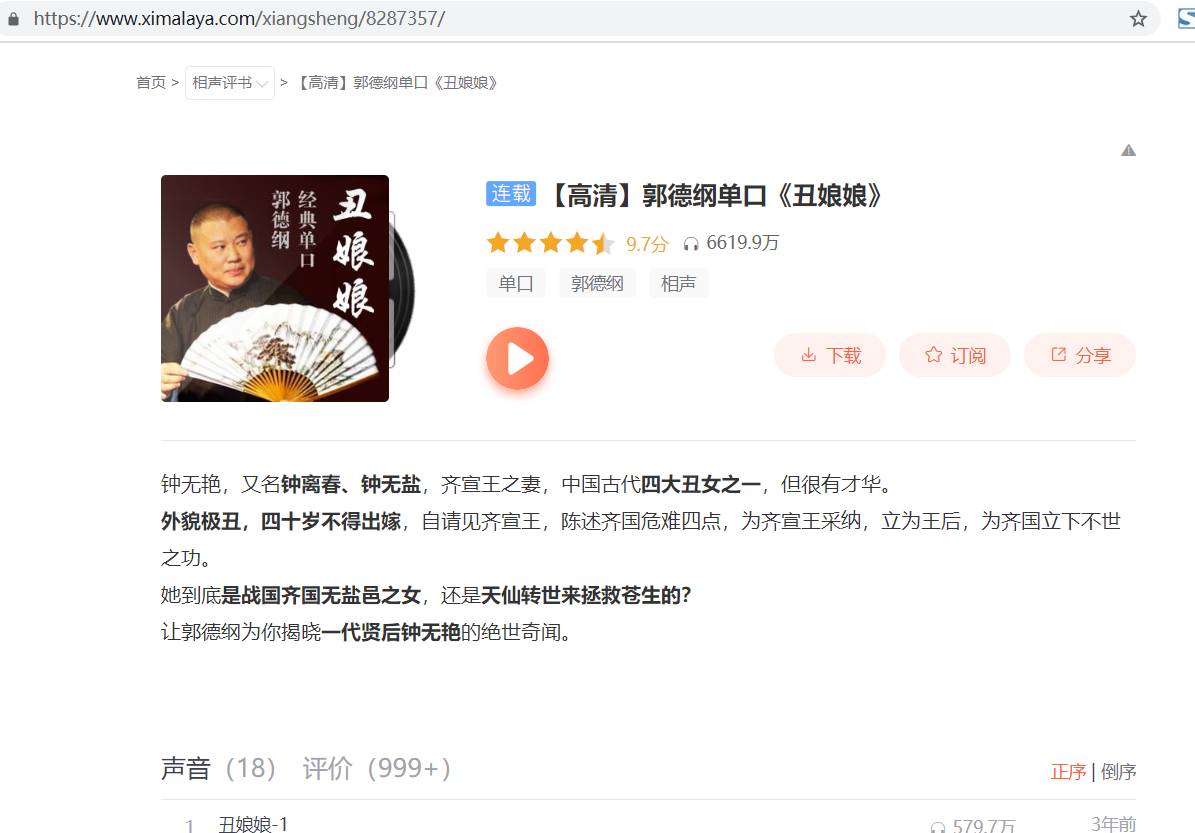 https://www.ximalaya.com/xiangsheng/8287357/
首页 > 相声评书 > 【高清】郭德纲单口《丑娘娘》
丑娘娘
经典单口
郭德纲
连载 【高清】郭德纲单口《丑娘娘》
9.7分 6619.9万
单口 郭德纲 相声
下载 订阅 分享
钟无艳，又名钟离春、钟无盐，齐宣王之妻，中国古代四大丑女之一，但很有才华。
外貌极丑，四十岁不得出嫁，自请见齐宣王，陈述齐国危难四点，为齐宣王采纳，立为王后，为齐国立下不世
之功。
她到底是战国齐国无盐邑之女，还是天仙转世来拯救苍生的？
让郭德纲为你揭晓一代贤后钟无艳的绝世奇闻。
声音（18） 评价（999+） 正序 | 倒序
1 丑娘娘-1 579.7万 3年前